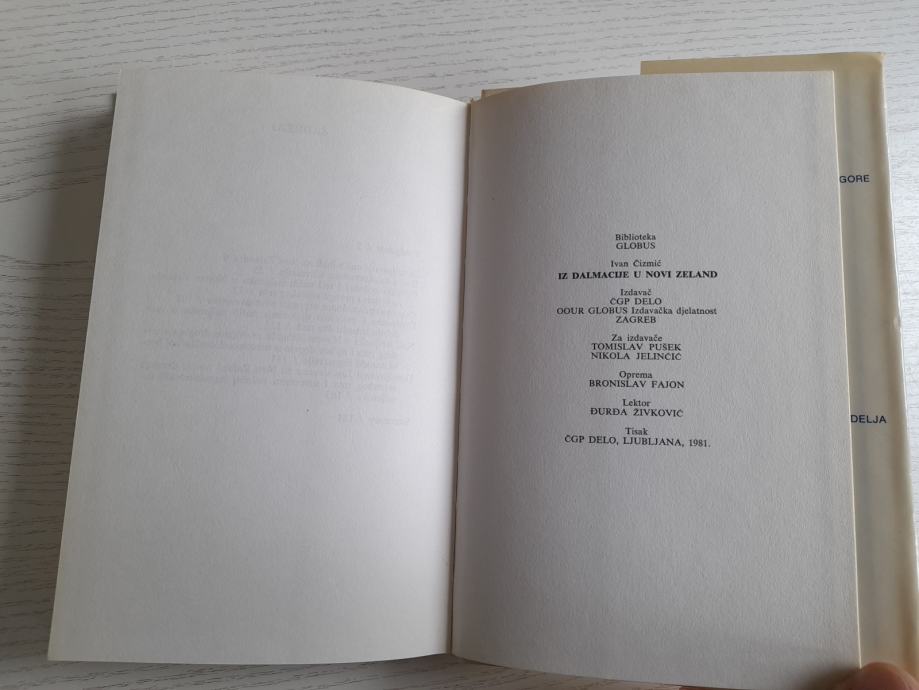 Biblioteka
GLOBUS
Ivan Čizmić
IZ DALMACIJE U NOVI ZELAND
Izdavač
ČGP DELO
OOUR GLOBUS Izdavačka djelatnost
ZAGREB
Za izdavače
TOMISLAV PUŠEK
NIKOLA JELINČIĆ
Oprema
BRONISLAV FAJON
Lektor
ĐURĐA ŽIVKOVIĆ
Tisak
ČGP DELO, LJUBLJANA, 1981.
GORE
DELJA